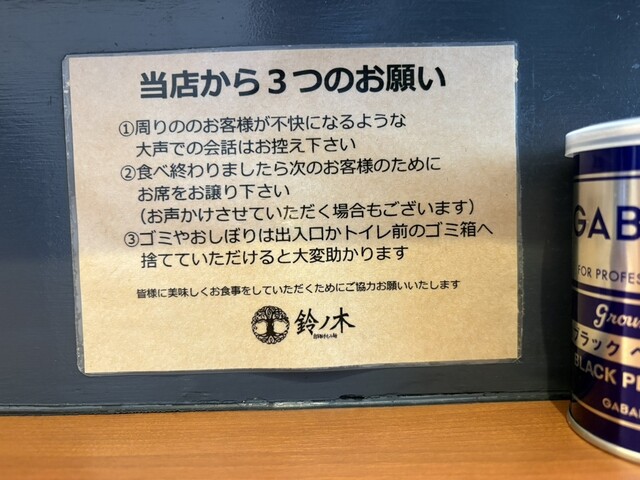 当店から３つのお願い
①周りののお客様が不快になるような
大声での会話はお控え下さい
②食べ終わりましたら次のお客様のために
お席をお譲り下さい
（お声かけさせていただく場合もございます）
③ゴミやおしぼりは出入口かトイレ前のゴミ箱へ
捨てていただけると大変助かります
皆様に美味しくお食事をしていただくためにご協力お願いいたします
鈴ノ木
GAB
FOR PROFES
Grou
ブラック ペ
BLACK PE
GABA